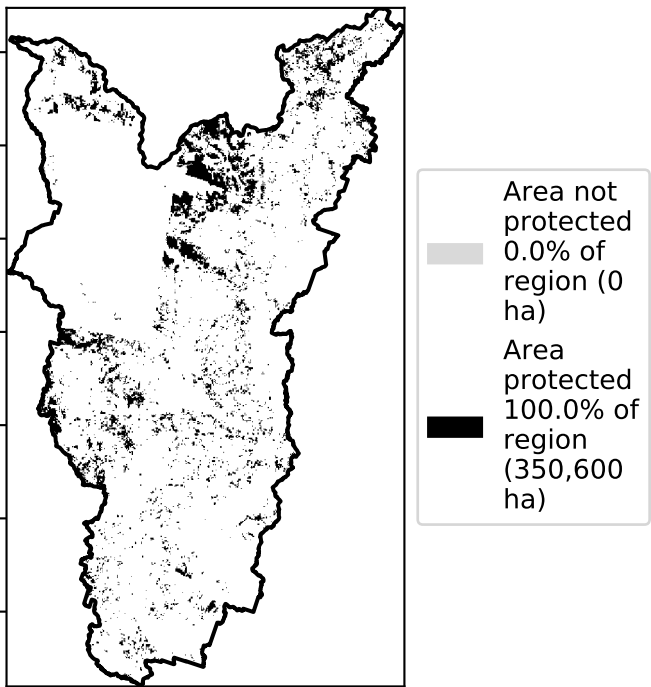 Area not
protected
0.0% of
region (0
ha)
Area
protected
100.0% of
region
(350,600
ha)